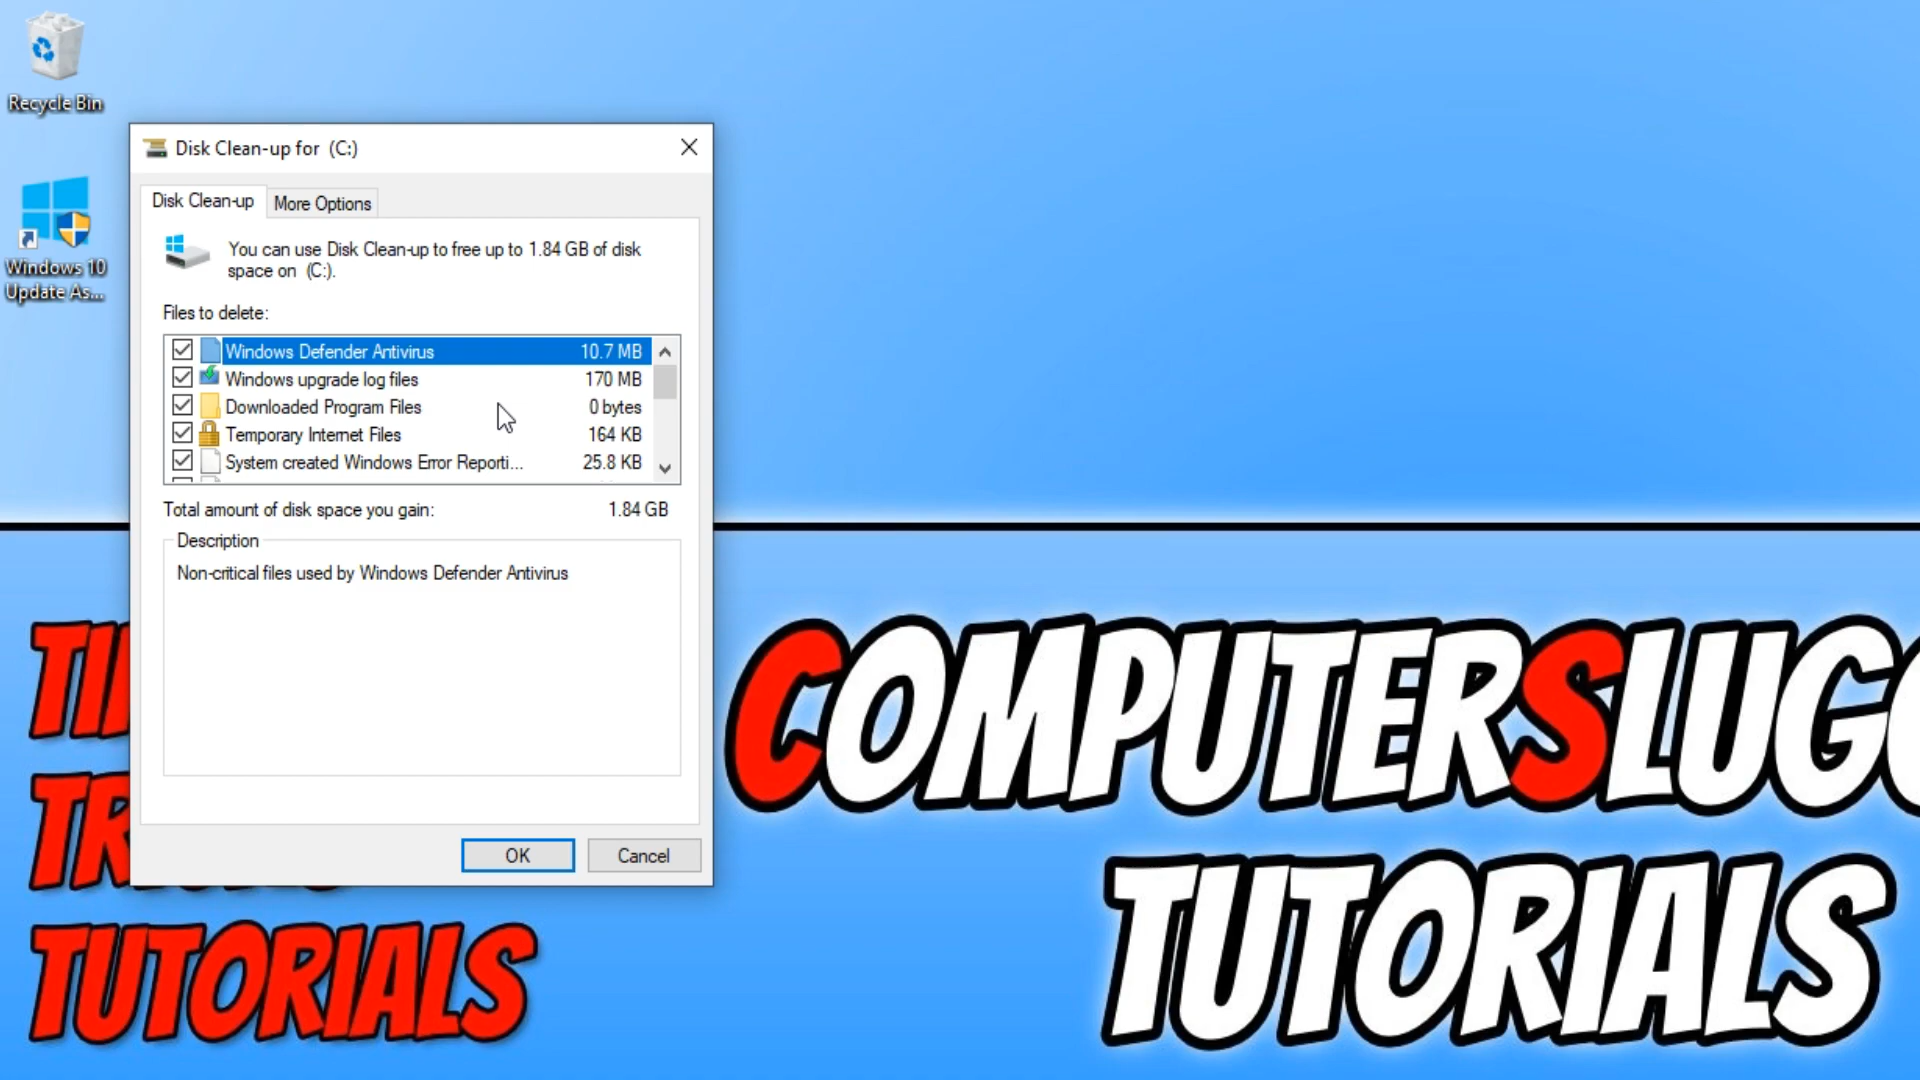 Recycle Bin
Windows 10
Update As...
Disk Clean-up for (C:)
Disk Clean-up
More Options
You can use Disk Clean-up to free up to 1.84 GB of disk
space on (C:).
Files to delete:
Windows Defender Antivirus 10.7 MB
Windows upgrade log files 170 MB
Downloaded Program Files 0 bytes
Temporary Internet Files 164 KB
System created Windows Error Reporti... 25.8 KB
Total amount of disk space you gain: 1.84 GB
Description
Non-critical files used by Windows Defender Antivirus
OK
Cancel
TUTORIALS
COMPUTERSLUGG
TUTORIALS